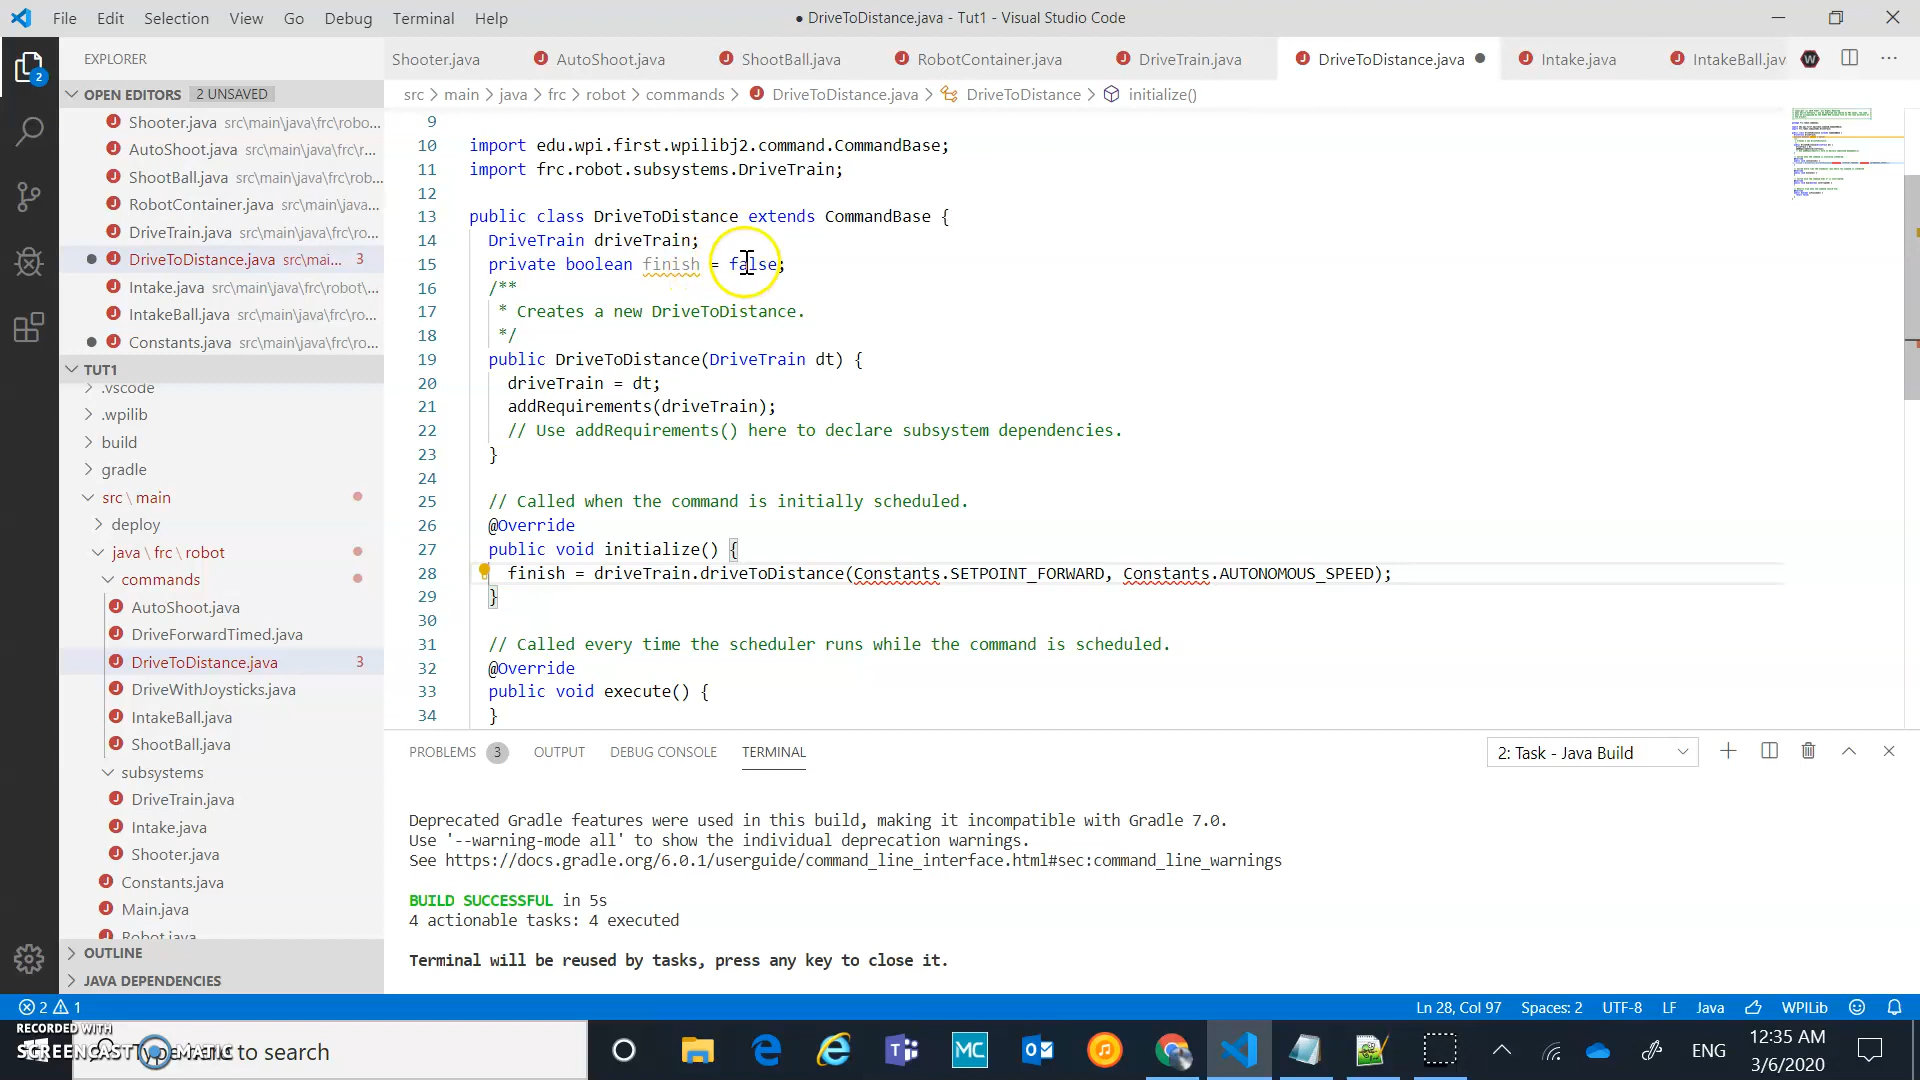 File Edit Selection View Go Debug Terminal Help
● DriveToDistance.java - Tut1 - Visual Studio Code
EXPLORER
Shooter.java AutoShoot.java ShootBall.java RobotContainer.java DriveTrain.java DriveToDistance.java Intake.java IntakeBall.jav
src > main > java > frc > robot > commands > DriveToDistance.java > DriveToDistance > initialize()
OPEN EDITORS 2 UNSAVED
Shooter.java src\main\java\frc\robo...
AutoShoot.java src\main\java\frc\r...
ShootBall.java src\main\java\frc\rob...
RobotContainer.java src\main\java...
DriveTrain.java src\main\java\frc\ro...
DriveToDistance.java src\mai... 3
Intake.java src\main\java\frc\robot\...
IntakeBall.java src\main\java\frc\ro...
Constants.java src\main\java\frc\ro...
TUT1
.vscode
.wpilib
build
gradle
src \ main
deploy
java \ frc \ robot
commands
AutoShoot.java
DriveForwardTimed.java
DriveToDistance.java 3
DriveWithJoysticks.java
IntakeBall.java
ShootBall.java
subsystems
DriveTrain.java
Intake.java
Shooter.java
Constants.java
Main.java
Robot.java
OUTLINE
JAVA DEPENDENCIES
9
10 import edu.wpi.first.wpilibj2.command.CommandBase;
11 import frc.robot.subsystems.DriveTrain;
12
13 public class DriveToDistance extends CommandBase {
14 DriveTrain driveTrain;
15 private boolean finish = false;
16 /**
17 * Creates a new DriveToDistance.
18 */
19 public DriveToDistance(DriveTrain dt) {
20 driveTrain = dt;
21 addRequirements(driveTrain);
22 // Use addRequirements() here to declare subsystem dependencies.
23 }
24
25 // Called when the command is initially scheduled.
26 @Override
27 public void initialize() {
28 finish = driveTrain.driveToDistance(Constants.SETPOINT_FORWARD, Constants.AUTONOMOUS_SPEED);
29 }
30
31 // Called every time the scheduler runs while the command is scheduled.
32 @Override
33 public void execute() {
34 }
PROBLEMS 3 OUTPUT DEBUG CONSOLE TERMINAL 2: Task - Java Build
Deprecated Gradle features were used in this build, making it incompatible with Gradle 7.0.
Use '--warning-mode all' to show the individual deprecation warnings.
See https://docs.gradle.org/6.0.1/userguide/command_line_interface.html#sec:command_line_warnings
BUILD SUCCESSFUL in 5s
4 actionable tasks: 4 executed
Terminal will be reused by tasks, press any key to close it.
2 1 Ln 28, Col 97 Spaces: 2 UTF-8 LF Java WPILib
RECORDED WITH
SCREENCAST MATIC
to search
MC
ENG
12:35 AM
3/6/2020